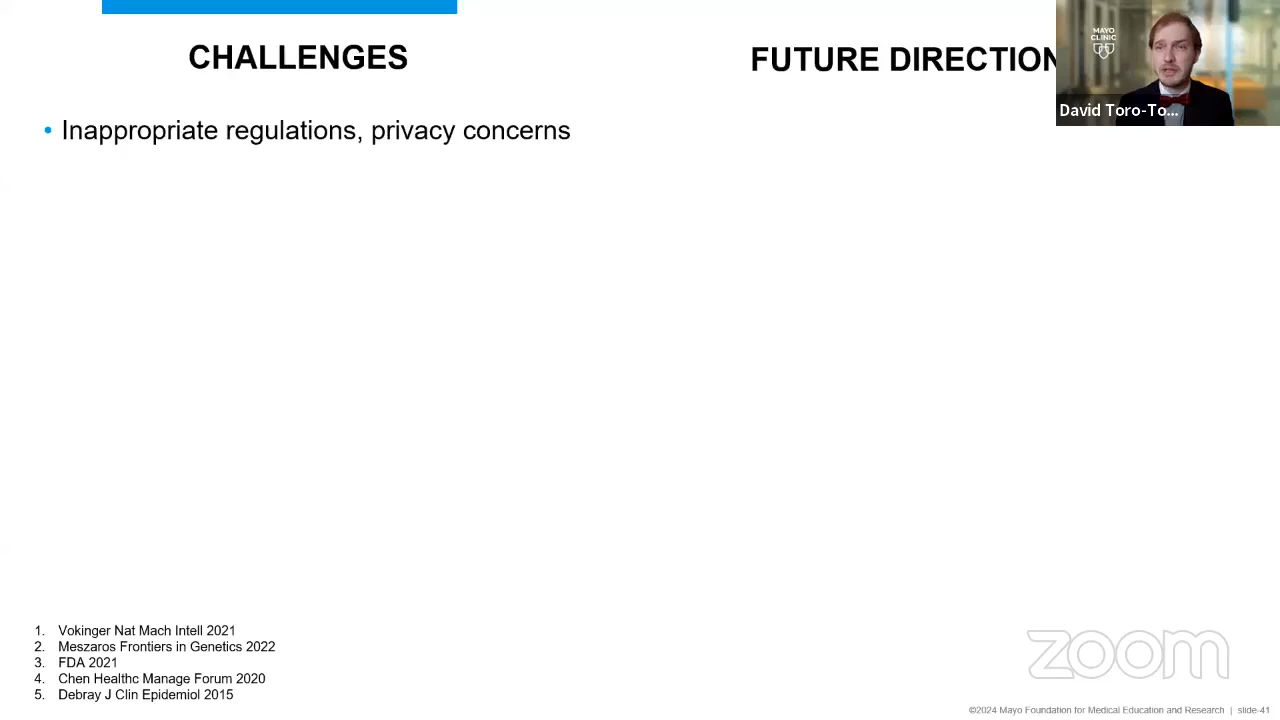 CHALLENGES
FUTURE DIRECTION
MAYO
CLINIC
David Toro-To...
• Inappropriate regulations, privacy concerns
1. Vokinger Nat Mach Intell 2021
2. Meszaros Frontiers in Genetics 2022
3. FDA 2021
4. Chen Healthc Manage Forum 2020
5. Debray J Clin Epidemiol 2015
zoom
©2024 Mayo Foundation for Medical Education and Research | slide-41